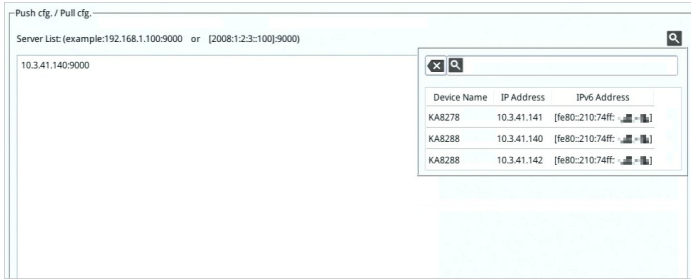 Push cfg. / Pull cfg.
Server List: (example:192.168.1.100:9000 or [2008:1:2:3::100]:9000)
10.3.41.140:9000
Device Name IP Address IPv6 Address
KA8278 10.3.41.141 [fe80::210:74ff: ]
KA8288 10.3.41.140 [fe80::210:74ff: ]
KA8288 10.3.41.142 [fe80::210:74ff: ]